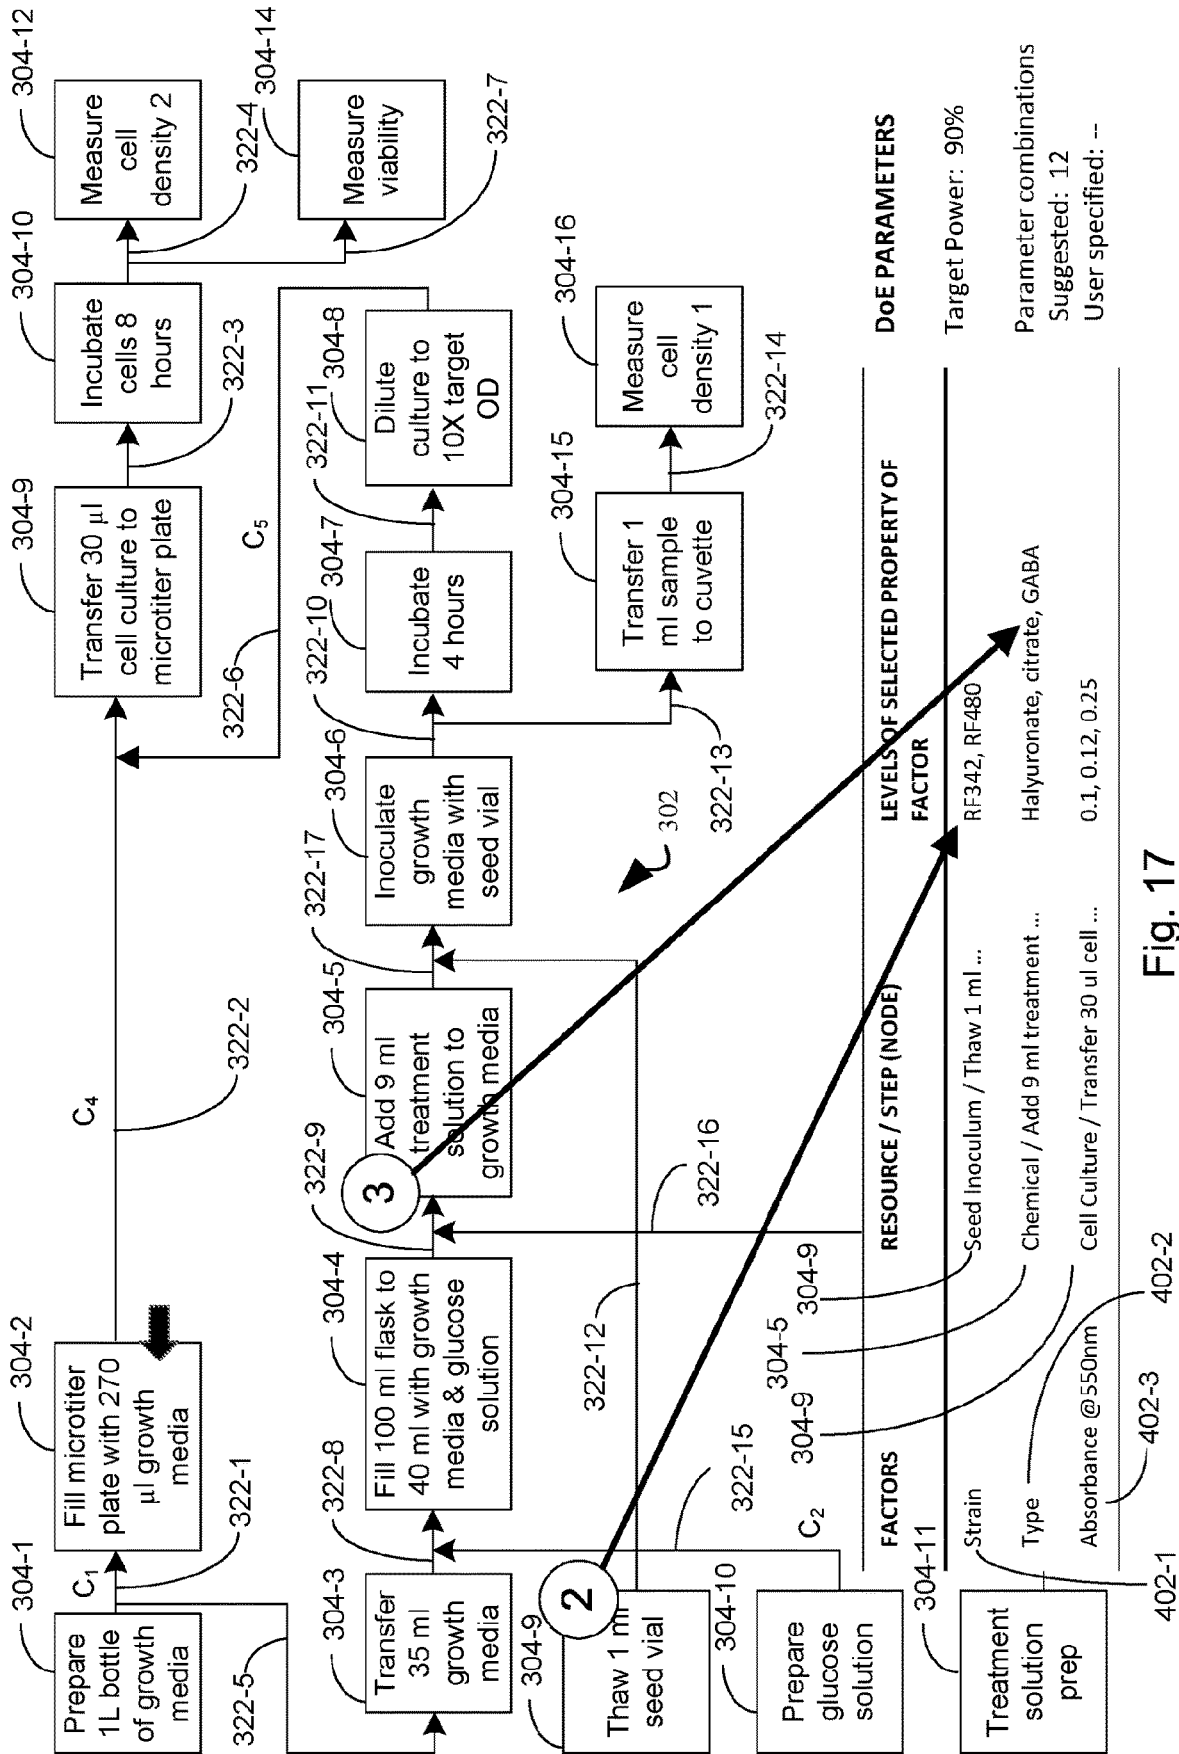 304-1
Prepare
1L bottle
of growth
media
C1
322-1
322-5
304-2
Fill microtiter
plate with 270
µl growth
media
C4
322-2
304-9
Transfer 30 µl
cell culture to
microtiter plate
322-3
304-10
Incubate
cells 8
hours
322-4
304-12
Measure
cell
density 2
304-14
Measure
viability
322-7
322-6
C5
304-3
Transfer
35 ml
growth
media
322-8
304-4
Fill 100 ml flask to
40 ml with growth
media & glucose
solution
322-9
3
304-5
Add 9 ml
treatment
solution to
growth media
322-17
304-6
Inoculate
growth
media with
seed vial
322-10
304-7
Incubate
4 hours
322-11
304-8
Dilute
culture to
10X target
OD
304-9
2
Thaw 1 ml
seed vial
322-12
322-16
302
322-13
304-15
Transfer 1
ml sample
to cuvette
322-14
304-16
Measure
cell
density 1
304-10
Prepare
glucose
solution
C2
322-15
304-11
Treatment
solution
prep
304-9
304-5
304-9
FACTORS
RESOURCE / STEP (NODE)
LEVELS OF SELECTED PROPERTY OF
FACTOR
Strain
Seed Inoculum / Thaw 1 ml ...
RF342, RF480
Type
Chemical / Add 9 ml treatment ...
Halyuronate, citrate, GABA
Absorbance @550nm
Cell Culture / Transfer 30 ul cell ...
0.1, 0.12, 0.25
402-1
402-3
402-2
DoE PARAMETERS
Target Power: 90%
Parameter combinations
Suggested: 12
User specified: --
Fig. 17